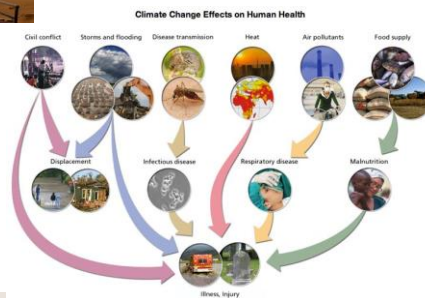 Climate Change Effects on Human Health
Civil conflict
Storms and flooding
Disease transmission
Heat
Air pollutants
Food supply
Displacement
Infectious disease
Respiratory disease
Malnutrition
Illness, Injury